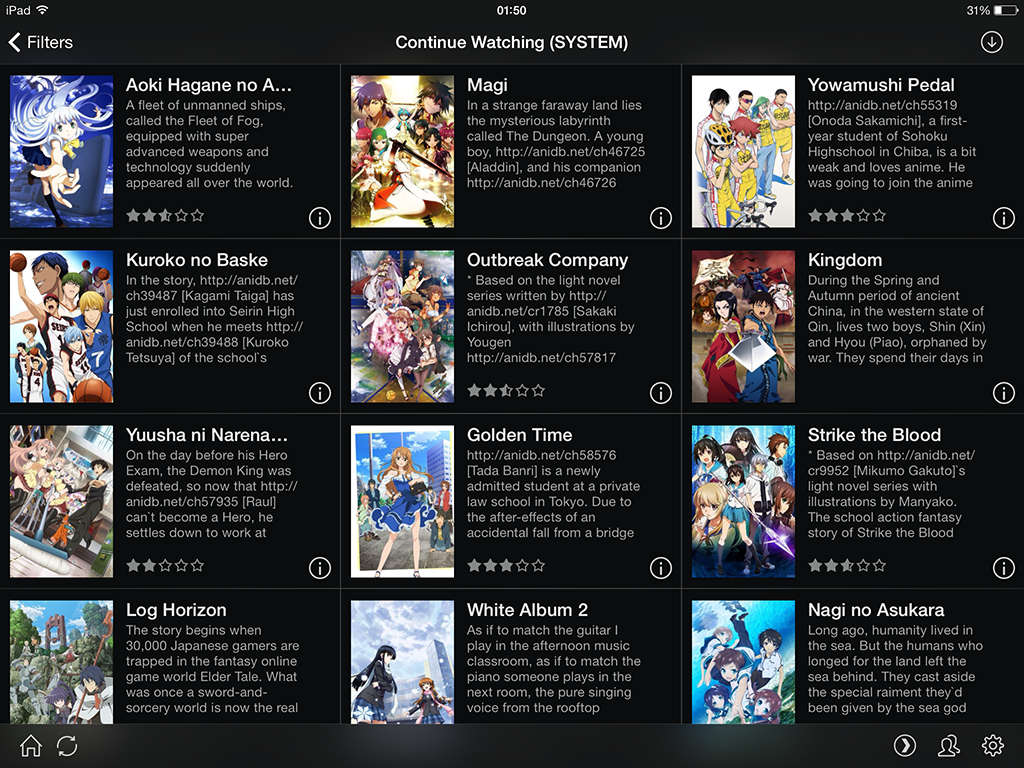 iPad
01:50
31%
Filters
Continue Watching (SYSTEM)
Aoki Hagane no A...
A fleet of unmanned ships,
called the Fleet of Fog,
equipped with super
advanced weapons and
technology suddenly
appeared all over the world.
Magi
In a strange faraway land lies
the mysterious labyrinth
called The Dungeon. A young
boy, http://anidb.net/ch46725
[Aladdin], and his companion
http://anidb.net/ch46726
Yowamushi Pedal
http://anidb.net/ch55319
[Onoda Sakamichi], a first-
year student of Sohoku
Highschool in Chiba, is a bit
weak and loves anime. He
was going to join the anime
Kuroko no Baske
In the story, http://anidb.net/
ch39487 [Kagami Taiga] has
just enrolled into Seirin High
School when he meets http://
anidb.net/ch39488 [Kuroko
Tetsuya] of the school`s
Outbreak Company
* Based on the light novel
series written by http://
anidb.net/cr1785 [Sakaki
Ichirou], with illustrations by
Yougen
http://anidb.net/ch57817
Kingdom
During the Spring and
Autumn period of ancient
China, in the western state of
Qin, lives two boys, Shin (Xin)
and Hyou (Piao), orphaned by
war. They spend their days in
Yuusha ni Narena...
On the day before his Hero
Exam, the Demon King was
defeated, so now that http://
anidb.net/ch57935 [Raul]
can`t become a Hero, he
settles down to work at
Golden Time
http://anidb.net/ch58576
[Tada Banri] is a newly
admitted student at a private
law school in Tokyo. Due to
the after-effects of an
accidental fall from a bridge
Strike the Blood
* Based on http://anidb.net/
cr9952 [Mikumo Gakuto]`s
light novel series with
illustrations by Manyako.
The school action fantasy
story of Strike the Blood
Log Horizon
The story begins when
30,000 Japanese gamers are
trapped in the fantasy online
game world Elder Tale. What
was once a sword-and-
sorcery world is now the real
White Album 2
As if to match the guitar I
play in the afternoon music
classroom, as if to match the
piano someone plays in the
next room, the pure singing
voice from the rooftop
Nagi no Asukara
Long ago, humanity lived in
the sea. But the humans who
longed for the land left the
sea behind. They cast aside
the special raiment they`d
been given by the sea god